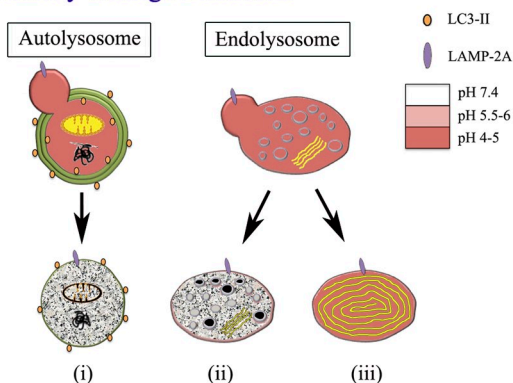 Autolysosome
Endolysosome
LC3-II
LAMP-2A
pH 7.4
pH 5.5-6
pH 4-5
(i)
(ii)
(iii)